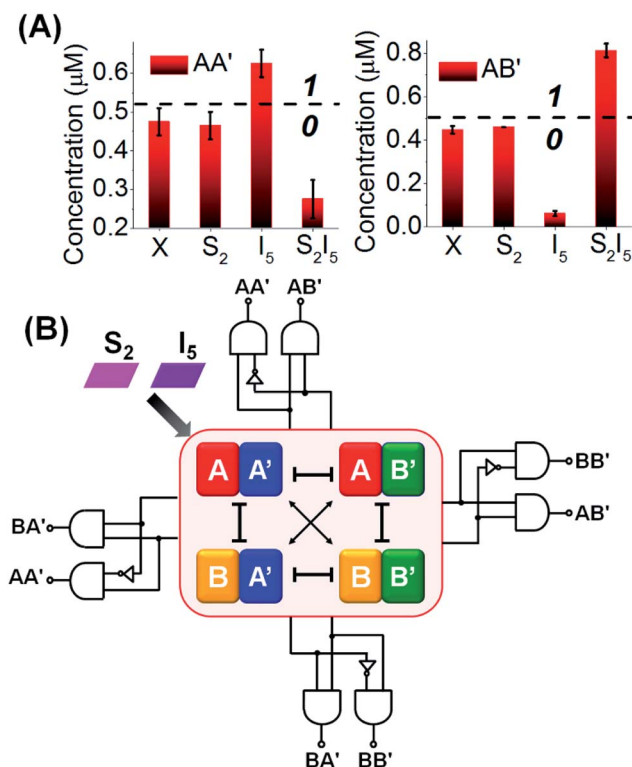 (A)
Concentration (μM)
0.6
0.5
0.4
0.3
0.2
AA'
1
0
X
S₂
I₅
S₂I₅
Concentration (μM)
0.8
0.6
0.4
0.2
0.0
AB'
1
0
X
S₂
I₅
S₂I₅
(B)
S₂
I₅
AA'
AB'
A
A'
A
B'
B
A'
B
B'
BA'
AA'
BB'
AB'
BA'
BB'